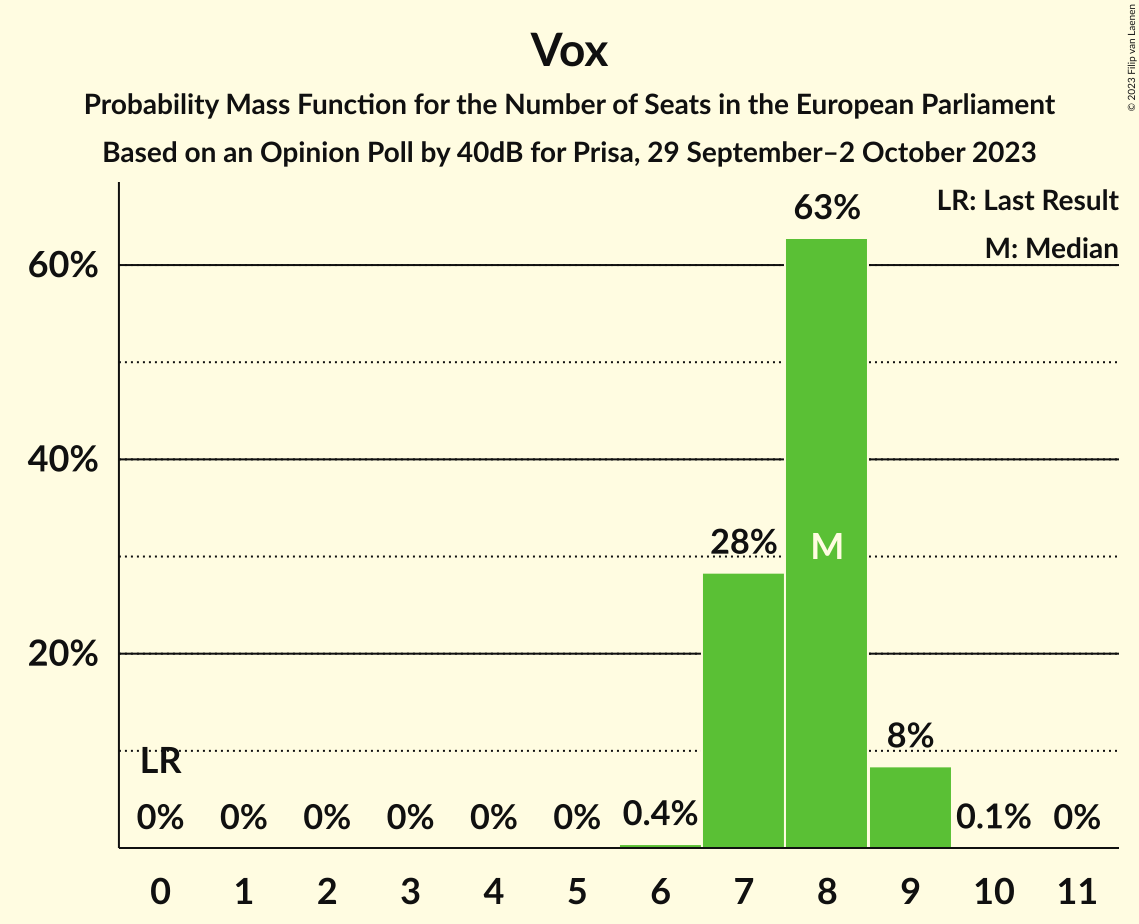 Vox
Probability Mass Function for the Number of Seats in the European Parliament
Based on an Opinion Poll by 40dB for Prisa, 29 September–2 October 2023
© 2023 Filip van Laenen
LR: Last Result
M: Median
63%
60%
40%
28%
M
20%
8%
LR
0%
0%
0%
0%
0%
0%
0.4%
0.1%
0%
0 1 2 3 4 5 6 7 8 9 10 11